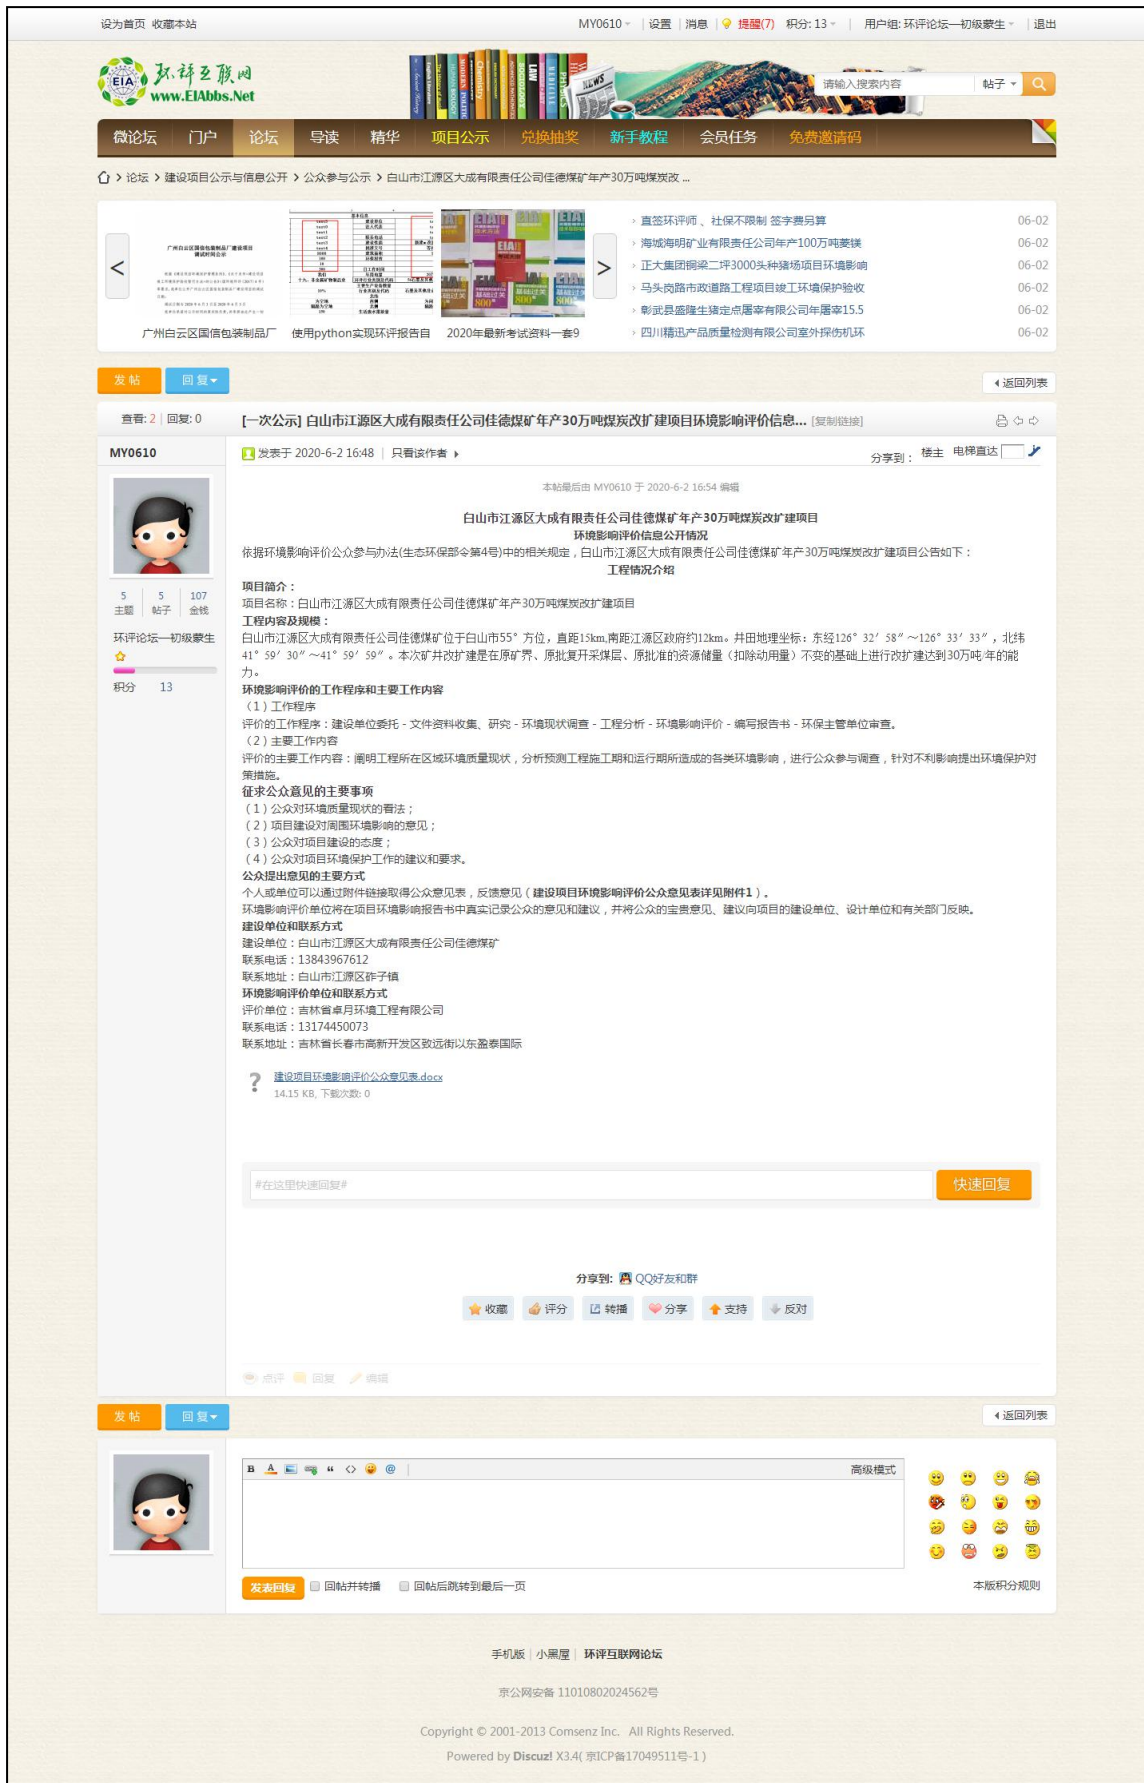 设为首页 收藏本站
MY0610 设置 消息 提醒(7) 积分: 13 用户组: 环评论坛—初级蒙生 退出
EIA 环评互联网
www.EIAbbs.Net
NEWS
LAW
请输入搜索内容 帖子
微论坛 门户 论坛 导读 精华 项目公示 兑换抽奖 新手教程 会员任务 免费邀请码
论坛 › 建设项目公示与信息公开 › 公众参与公示 › 白山市江源区大成有限责任公司佳德煤矿年产30万吨煤炭改 ...
广州白云区国信包装制品厂建设项目
调试时间公示
广州白云区国信包装制品厂 使用python实现环评报告自 2020年最新考试资料一套9
直签环评师 、社保不限制 签字费另算 06-02
海城海明矿业有限责任公司年产100万吨菱镁 06-02
正大集团铜梁二坪3000头种猪场项目环境影响 06-02
马头岗路市政道路工程项目竣工环境保护验收 06-02
彰武县盛隆生猪定点屠宰有限公司年屠宰15.5 06-02
四川精迅产品质量检测有限公司室外探伤机环 06-02
发帖 回复 返回列表
查看: 2 | 回复: 0
[一次公示] 白山市江源区大成有限责任公司佳德煤矿年产30万吨煤炭改扩建项目环境影响评价信息... [复制链接]
MY0610
发表于 2020-6-2 16:48 | 只看该作者
分享到： 楼主 电梯直达
5 5 107
主题 帖子 金钱
环评论坛—初级蒙生
积分 13
本帖最后由 MY0610 于 2020-6-2 16:54 编辑
白山市江源区大成有限责任公司佳德煤矿年产30万吨煤炭改扩建项目
环境影响评价信息公开情况
依据环境影响评价公众参与办法(生态环保部令第4号)中的相关规定，白山市江源区大成有限责任公司佳德煤矿年产30万吨煤炭改扩建项目公告如下：
工程情况介绍
项目简介：
项目名称：白山市江源区大成有限责任公司佳德煤矿年产30万吨煤炭改扩建项目
工程内容及规模：
白山市江源区大成有限责任公司佳德煤矿位于白山市55°方位，直距15km,南距江源区政府约12km。井田地理坐标：东经126°32′58″～126°33′33″，北纬
41°59′30″～41°59′59″。本次矿井改扩建是在原矿界、原批复开采煤层、原批准的资源储量（扣除动用量）不变的基础上进行改扩建达到30万吨/年的能
力。
环境影响评价的工作程序和主要工作内容
（1）工作程序
评价的工作程序：建设单位委托 - 文件资料收集、研究 - 环境现状调查 - 工程分析 - 环境影响评价 - 编写报告书 - 环保主管单位审查。
（2）主要工作内容
评价的主要工作内容：阐明工程所在区域环境质量现状，分析预测工程施工期和运行期所造成的各类环境影响，进行公众参与调查，针对不利影响提出环境保护对
策措施。
征求公众意见的主要事项
（1）公众对环境质量现状的看法；
（2）项目建设对周围环境影响的意见；
（3）公众对项目建设的态度；
（4）公众对项目环境保护工作的建议和要求。
公众提出意见的主要方式
个人或单位可以通过附件链接取得公众意见表，反馈意见（建设项目环境影响评价公众意见表详见附件1）。
环境影响评价单位将在项目环境影响报告书中真实记录公众的意见和建议，并将公众的宝贵意见、建议向项目的建设单位、设计单位和有关部门反映。
建设单位和联系方式
建设单位：白山市江源区大成有限责任公司佳德煤矿
联系电话：13843967612
联系地址：白山市江源区砟子镇
环境影响评价单位和联系方式
评价单位：吉林省卓月环境工程有限公司
联系电话：13174450073
联系地址：吉林省长春市高新开发区致远街以东盈泰国际
建设项目环境影响评价公众意见表.docx
14.15 KB, 下载次数: 0
#在这里快速回复# 快速回复
分享到: QQ好友和群
收藏 评分 转播 分享 支持 反对
点评 回复 编辑
发帖 回复 返回列表
B A “ <> @ 高级模式
发表回复 回帖并转播 回帖后跳转到最后一页 本版积分规则
手机版 | 小黑屋 | 环评互联网论坛
京公网安备 11010802024562号
Copyright © 2001-2013 Comsenz Inc. All Rights Reserved.
Powered by Discuz! X3.4( 京ICP备17049511号-1 )